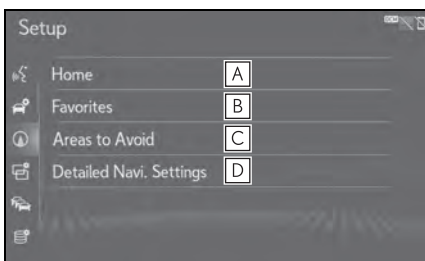 Setup
Home A
Favorites B
Areas to Avoid C
Detailed Navi. Settings D